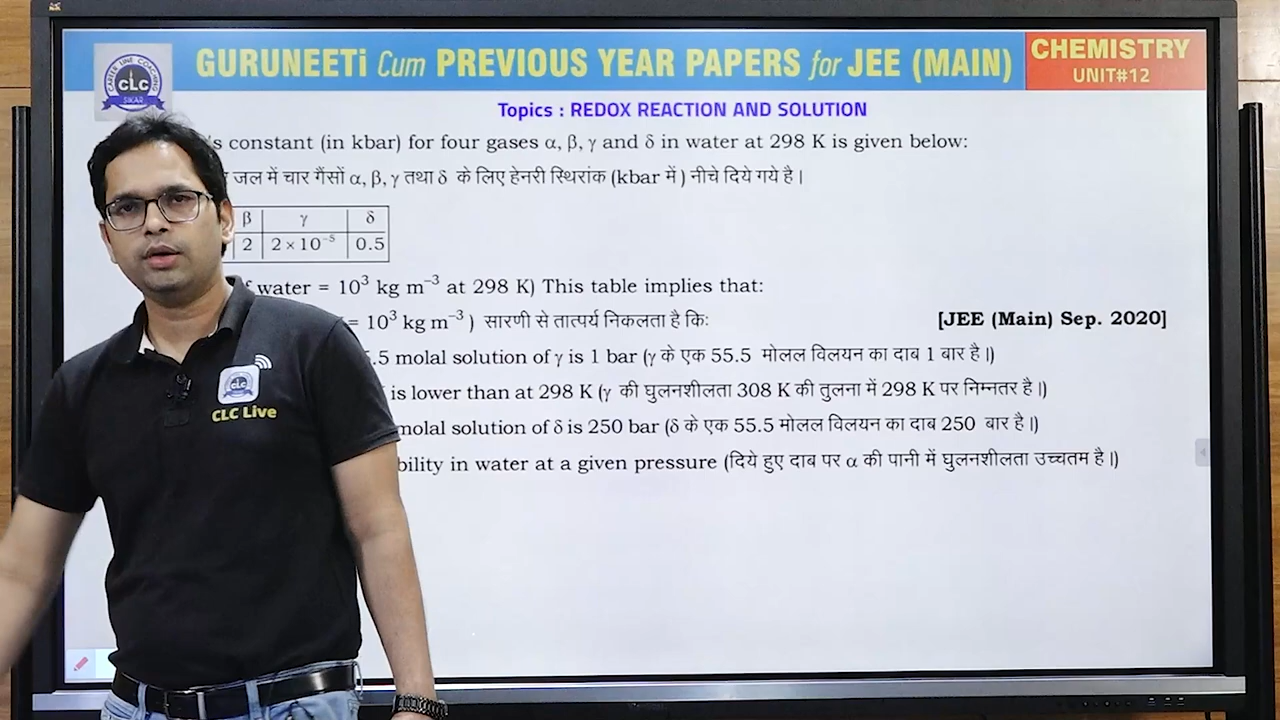 GURUNEETi Cum PREVIOUS YEAR PAPERS for JEE (MAIN)
CHEMISTRY
UNIT#12
CLC
SIKAR
Topics : REDOX REACTION AND SOLUTION
's constant (in kbar) for four gases α, β, γ and δ in water at 298 K is given below:
जल में चार गैंसों α, β, γ तथा δ के लिए हेनरी स्थिरांक (kbar में ) नीचे दिये गये है।
β γ δ
2 2×10⁻⁵ 0.5
water = 10³ kg m⁻³ at 298 K) This table implies that:
= 10³ kg m⁻³ ) सारणी से तात्पर्य निकलता है कि: [JEE (Main) Sep. 2020]
.5 molal solution of γ is 1 bar (γ के एक 55.5 मोलल विलयन का दाब 1 बार है।)
is lower than at 298 K (γ की घुलनशीलता 308 K की तुलना में 298 K पर निम्नतर है।)
molal solution of δ is 250 bar (δ के एक 55.5 मोलल विलयन का दाब 250 बार है।)
bility in water at a given pressure (दिये हुए दाब पर α की पानी में घुलनशीलता उच्चतम है।)
CLC
CLC Live